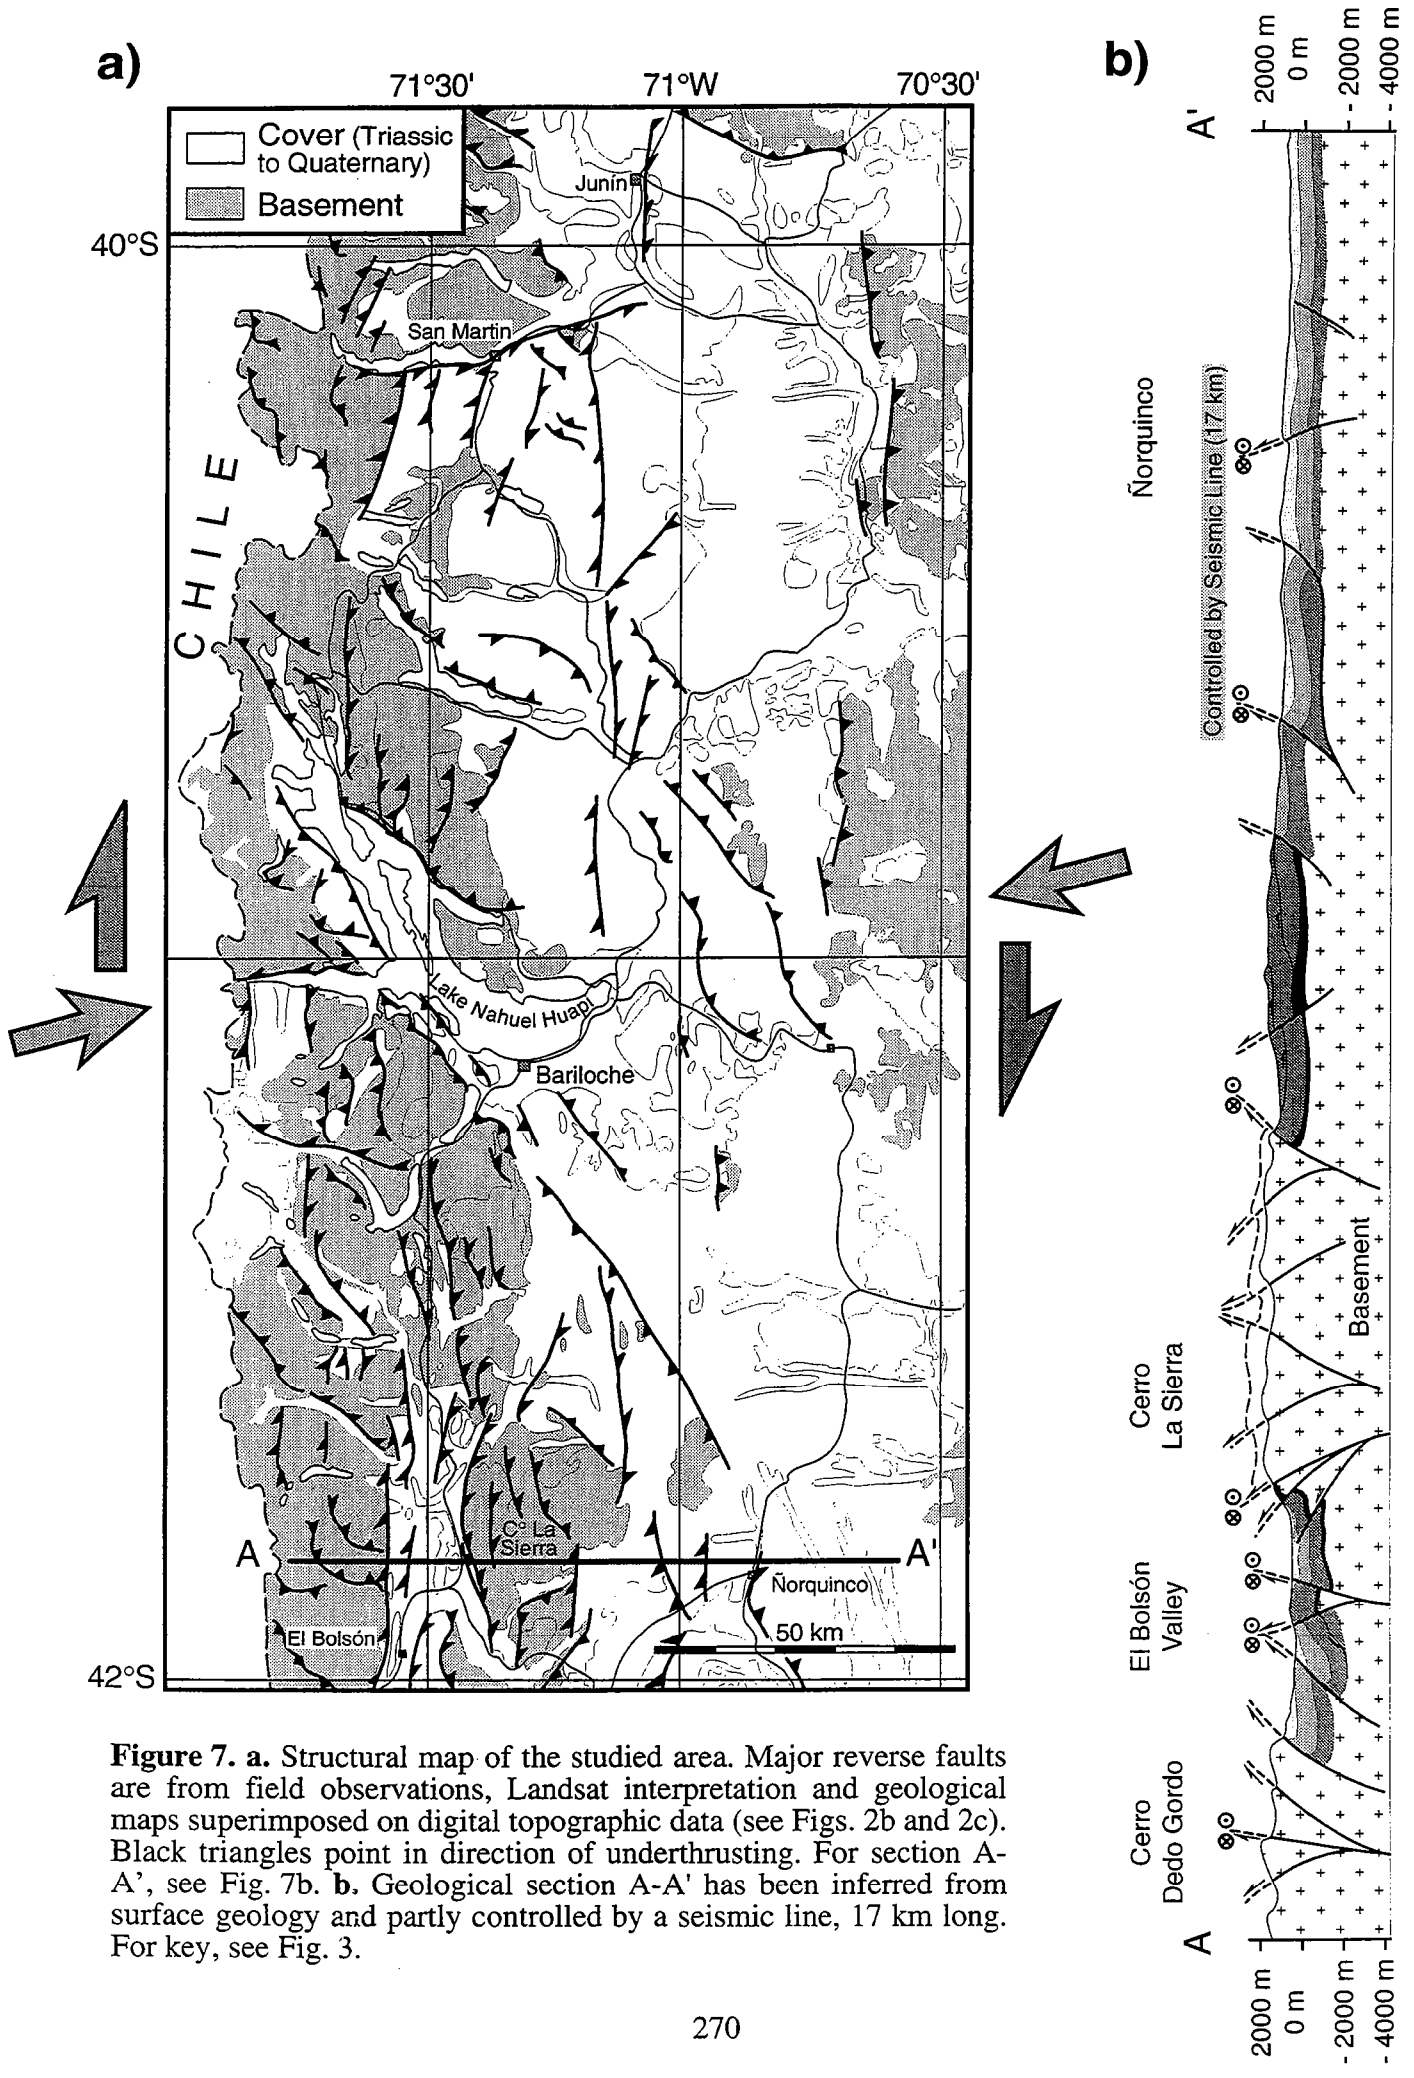 a)
71°30'
71°W
70°30'
Cover (Triassic
to Quaternary)
Basement
Junín
40°S
San Martin
CHILE
Lake Nahuel Huapi
Bariloche
C° La
Sierra
A
A'
Ñorquinco
El Bolsón
50 km
42°S
b)
2000 m
0 m
- 2000 m
- 4000 m
A'
Ñorquinco
Controlled by Seismic Line (17 km)
Basement
Cerro
La Sierra
El Bolsón
Valley
Cerro
Dedo Gordo
A
2000 m
0 m
- 2000 m
- 4000 m
Figure 7. a. Structural map of the studied area. Major reverse faults
are from field observations, Landsat interpretation and geological
maps superimposed on digital topographic data (see Figs. 2b and 2c).
Black triangles point in direction of underthrusting. For section A-
A', see Fig. 7b. b. Geological section A-A' has been inferred from
surface geology and partly controlled by a seismic line, 17 km long.
For key, see Fig. 3.
270